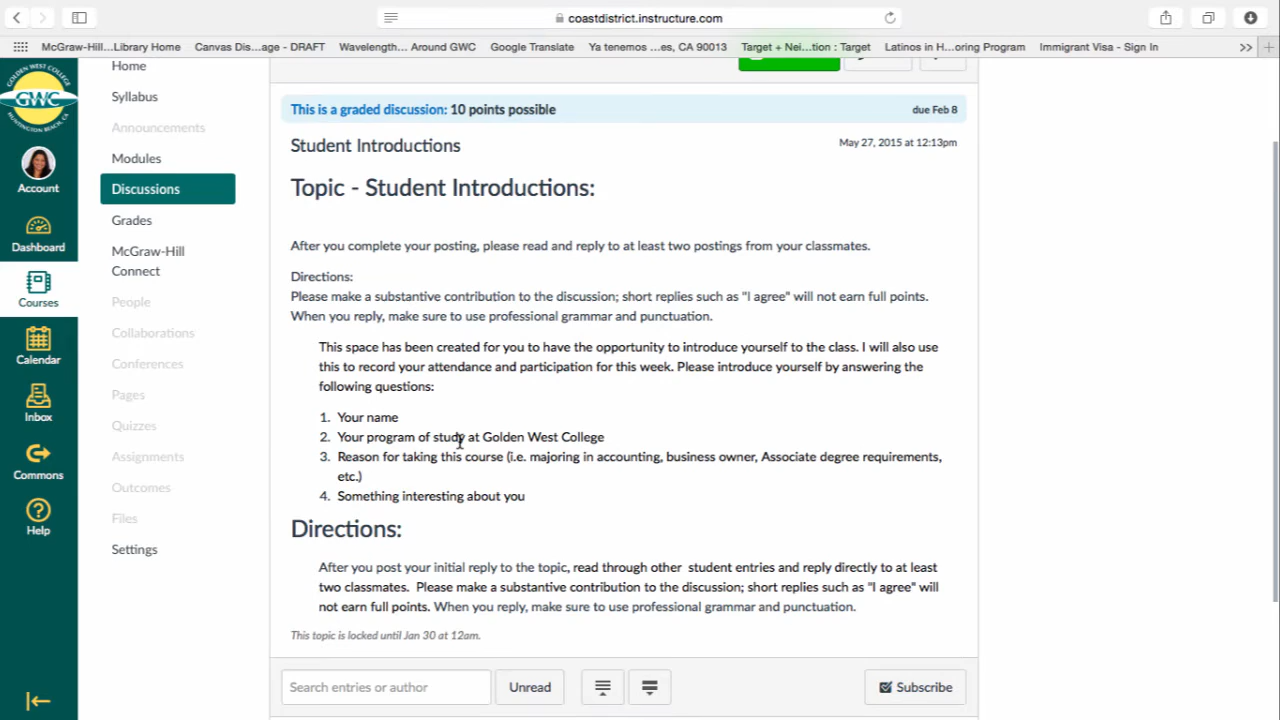 coastdistrict.instructure.com
McGraw-Hill...Library Home
Canvas Dis...age - DRAFT
Wavelength... Around GWC
Google Translate
Ya tenemos ...es, CA 90013
Target + Nei...tion : Target
Latinos in H...oring Program
Immigrant Visa - Sign In
GOLDEN WEST COLLEGE
GWC
HUNTINGTON BEACH, CA
Account
Dashboard
Courses
Calendar
Inbox
Commons
Help
Home
Syllabus
Announcements
Modules
Discussions
Grades
McGraw-Hill
Connect
People
Collaborations
Conferences
Pages
Quizzes
Assignments
Outcomes
Files
Settings
This is a graded discussion: 10 points possible
due Feb 8
Student Introductions
May 27, 2015 at 12:13pm
Topic - Student Introductions:
After you complete your posting, please read and reply to at least two postings from your classmates.
Directions:
Please make a substantive contribution to the discussion; short replies such as "I agree" will not earn full points.
When you reply, make sure to use professional grammar and punctuation.
This space has been created for you to have the opportunity to introduce yourself to the class. I will also use
this to record your attendance and participation for this week. Please introduce yourself by answering the
following questions:
1. Your name
2. Your program of study at Golden West College
3. Reason for taking this course (i.e. majoring in accounting, business owner, Associate degree requirements,
etc.)
4. Something interesting about you
Directions:
After you post your initial reply to the topic, read through other student entries and reply directly to at least
two classmates. Please make a substantive contribution to the discussion; short replies such as "I agree" will
not earn full points. When you reply, make sure to use professional grammar and punctuation.
This topic is locked until Jan 30 at 12am.
Search entries or author
Unread
Subscribe